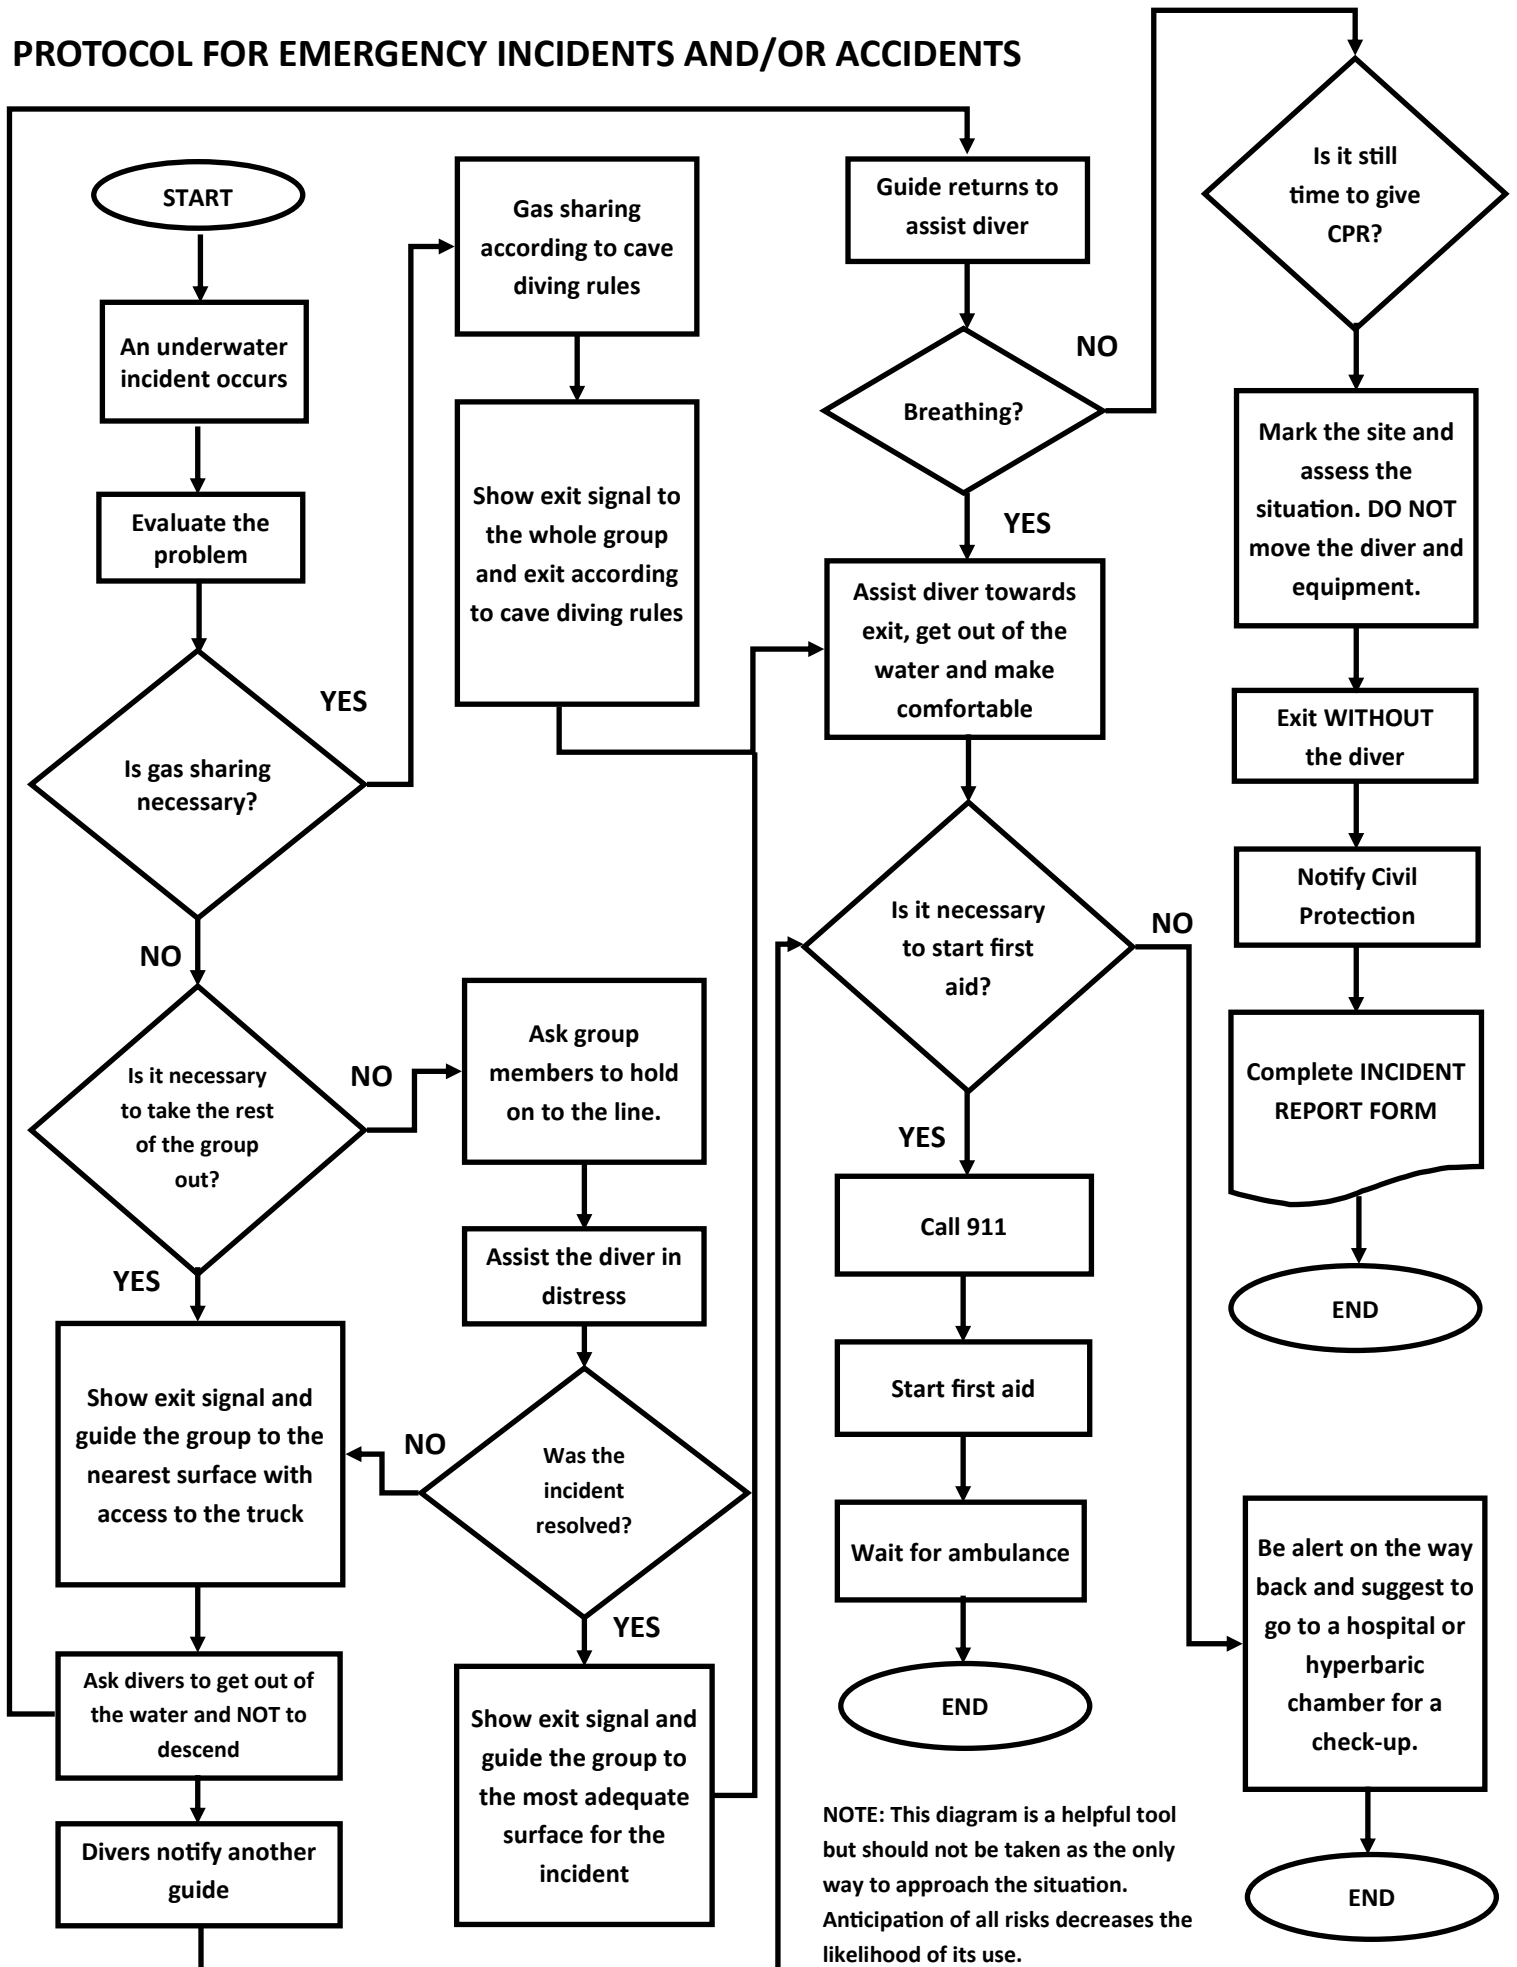 PROTOCOL FOR EMERGENCY INCIDENTS AND/OR ACCIDENTS
START
An underwater
incident occurs
Evaluate the
problem
Is gas sharing
necessary?
YES
NO
Is it necessary
to take the rest
of the group
out?
NO
YES
Show exit signal and
guide the group to the
nearest surface with
access to the truck
Ask divers to get out of
the water and NOT to
descend
Divers notify another
guide
Gas sharing
according to cave
diving rules
Show exit signal to
the whole group
and exit according
to cave diving rules
Ask group
members to hold
on to the line.
Assist the diver in
distress
Was the
incident
resolved?
NO
YES
Show exit signal and
guide the group to
the most adequate
surface for the
incident
Guide returns to
assist diver
Breathing?
NO
YES
Assist diver towards
exit, get out of the
water and make
comfortable
Is it necessary
to start first
aid?
NO
YES
Call 911
Start first aid
Wait for ambulance
END
Is it still
time to give
CPR?
Mark the site and
assess the
situation. DO NOT
move the diver and
equipment.
Exit WITHOUT
the diver
Notify Civil
Protection
Complete INCIDENT
REPORT FORM
END
Be alert on the way
back and suggest to
go to a hospital or
hyperbaric
chamber for a
check-up.
END
NOTE: This diagram is a helpful tool
but should not be taken as the only
way to approach the situation.
Anticipation of all risks decreases the
likelihood of its use.